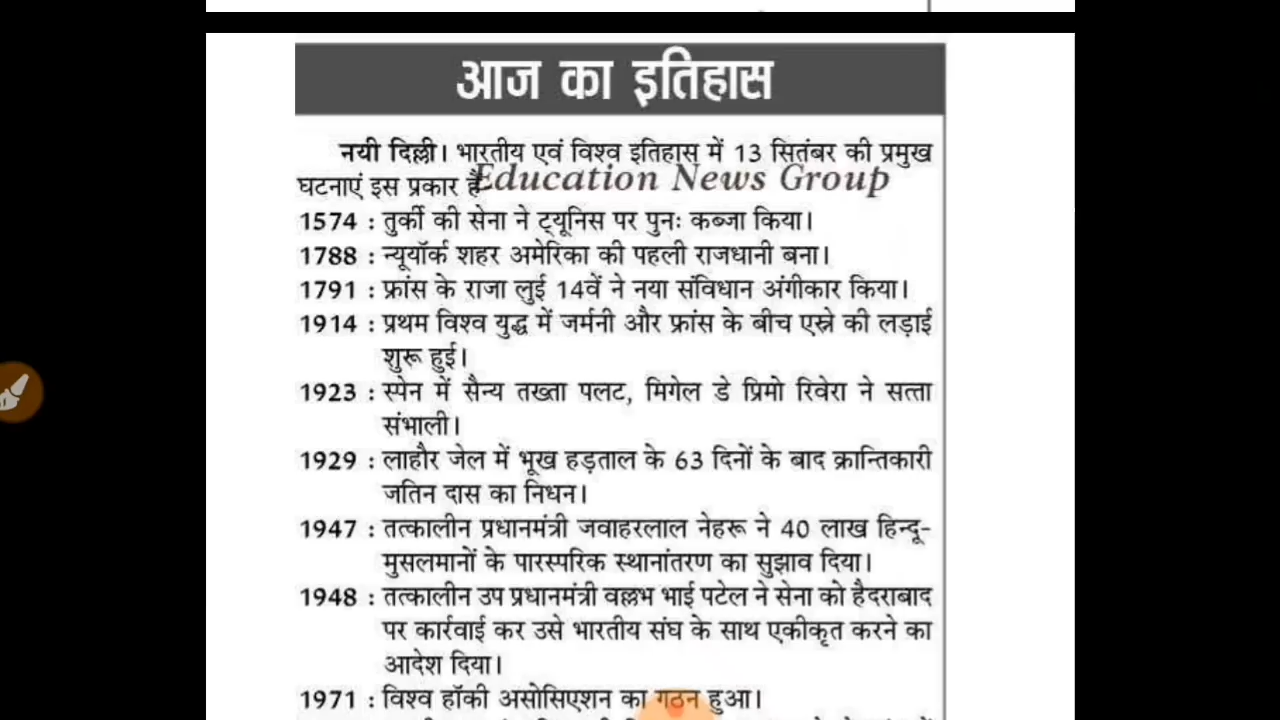 आज का इतिहास
नयी दिल्ली। भारतीय एवं विश्व इतिहास में 13 सितंबर की प्रमुख
घटनाएं इस प्रकार हैं
Education News Group
1574 : तुर्की की सेना ने ट्यूनिस पर पुनः कब्जा किया।
1788 : न्यूयॉर्क शहर अमेरिका की पहली राजधानी बना।
1791 : फ्रांस के राजा लुई 14वें ने नया संविधान अंगीकार किया।
1914 : प्रथम विश्व युद्ध में जर्मनी और फ्रांस के बीच एस्ने की लड़ाई
शुरू हुई।
1923 : स्पेन में सैन्य तख्ता पलट, मिगेल डे प्रिमो रिवेरा ने सत्ता
संभाली।
1929 : लाहौर जेल में भूख हड़ताल के 63 दिनों के बाद क्रान्तिकारी
जतिन दास का निधन।
1947 : तत्कालीन प्रधानमंत्री जवाहरलाल नेहरू ने 40 लाख हिन्दू-
मुसलमानों के पारस्परिक स्थानांतरण का सुझाव दिया।
1948 : तत्कालीन उप प्रधानमंत्री वल्लभ भाई पटेल ने सेना को हैदराबाद
पर कार्रवाई कर उसे भारतीय संघ के साथ एकीकृत करने का
आदेश दिया।
1971 : विश्व हॉकी असोसिएशन का गठन हुआ।